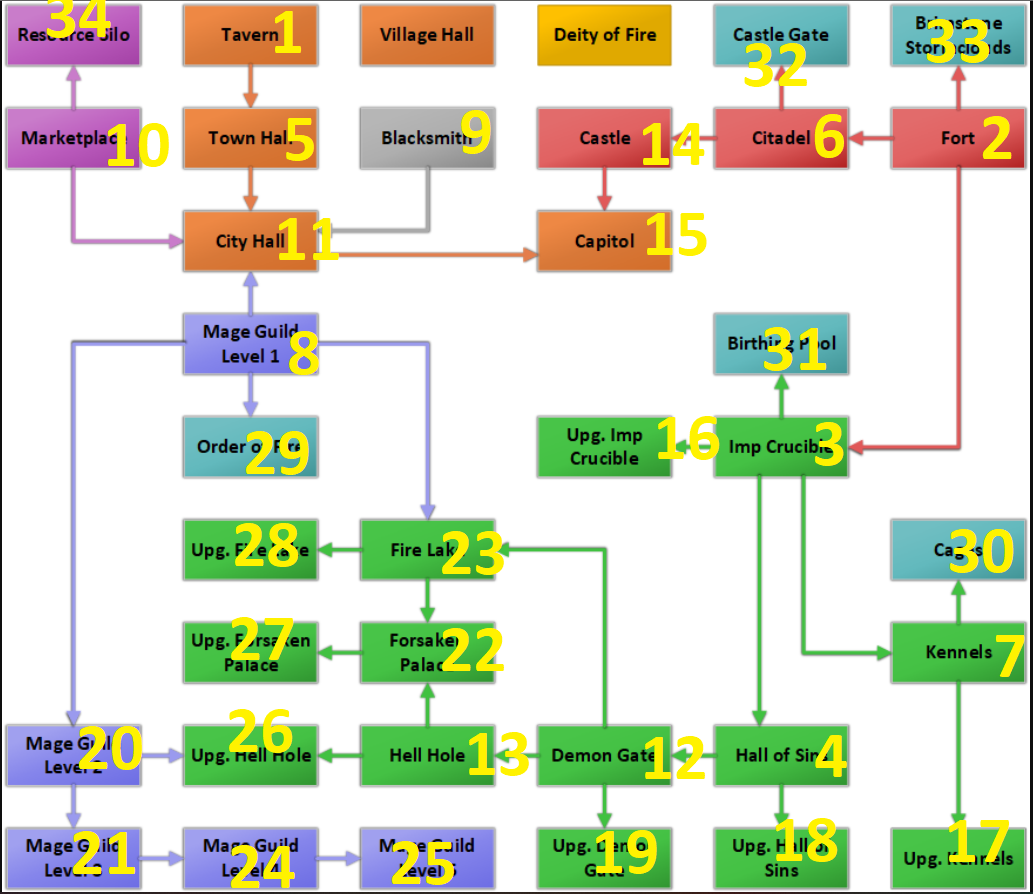 Resource Silo
34
Tavern
1
Village Hall
Deity of Fire
Castle Gate
32
Brimstone
Stormclouds
33
Marketplace
10
Town Hall
5
Blacksmith
9
Castle
14
Citadel
6
Fort
2
City Hall
11
Capitol
15
Mage Guild
Level 1
8
Birthing Pool
31
Order of Fire
29
Upg. Imp
Crucible
16
Imp Crucible
3
Upg. Fire Lake
28
Fire Lake
23
Cages
30
Upg. Forsaken
Palace
27
Forsaken
Palace
22
Kennels
7
Mage Guild
Level 2
20
Upg. Hell Hole
26
Hell Hole
13
Demon Gate
12
Hall of Sins
4
Mage Guild
Level 3
21
Mage Guild
Level 4
24
Mage Guild
Level 5
25
Upg. Demon
Gate
19
Upg. Hall of
Sins
18
Upg. Kennels
17